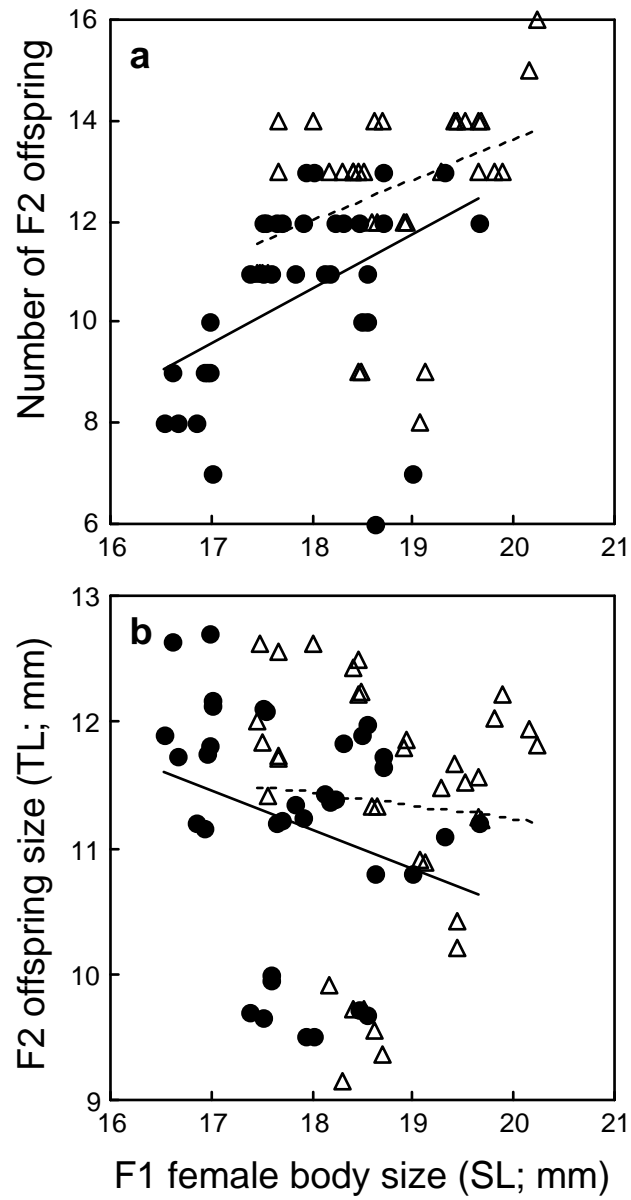 a
Number of F2 offspring
16
14
12
10
8
6
16 17 18 19 20 21
b
F2 offspring size (TL; mm)
13
12
11
10
9
16 17 18 19 20 21
F1 female body size (SL; mm)